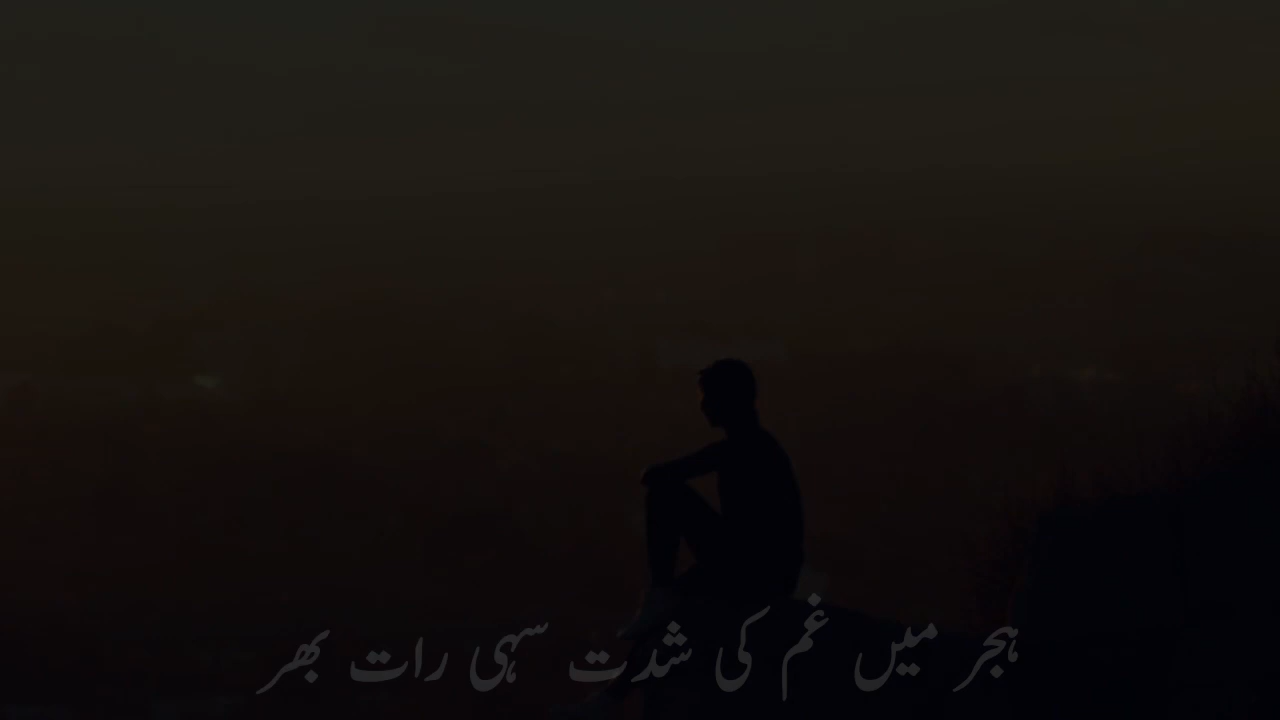 ہجر میں غم کی شدت سہی رات بھر